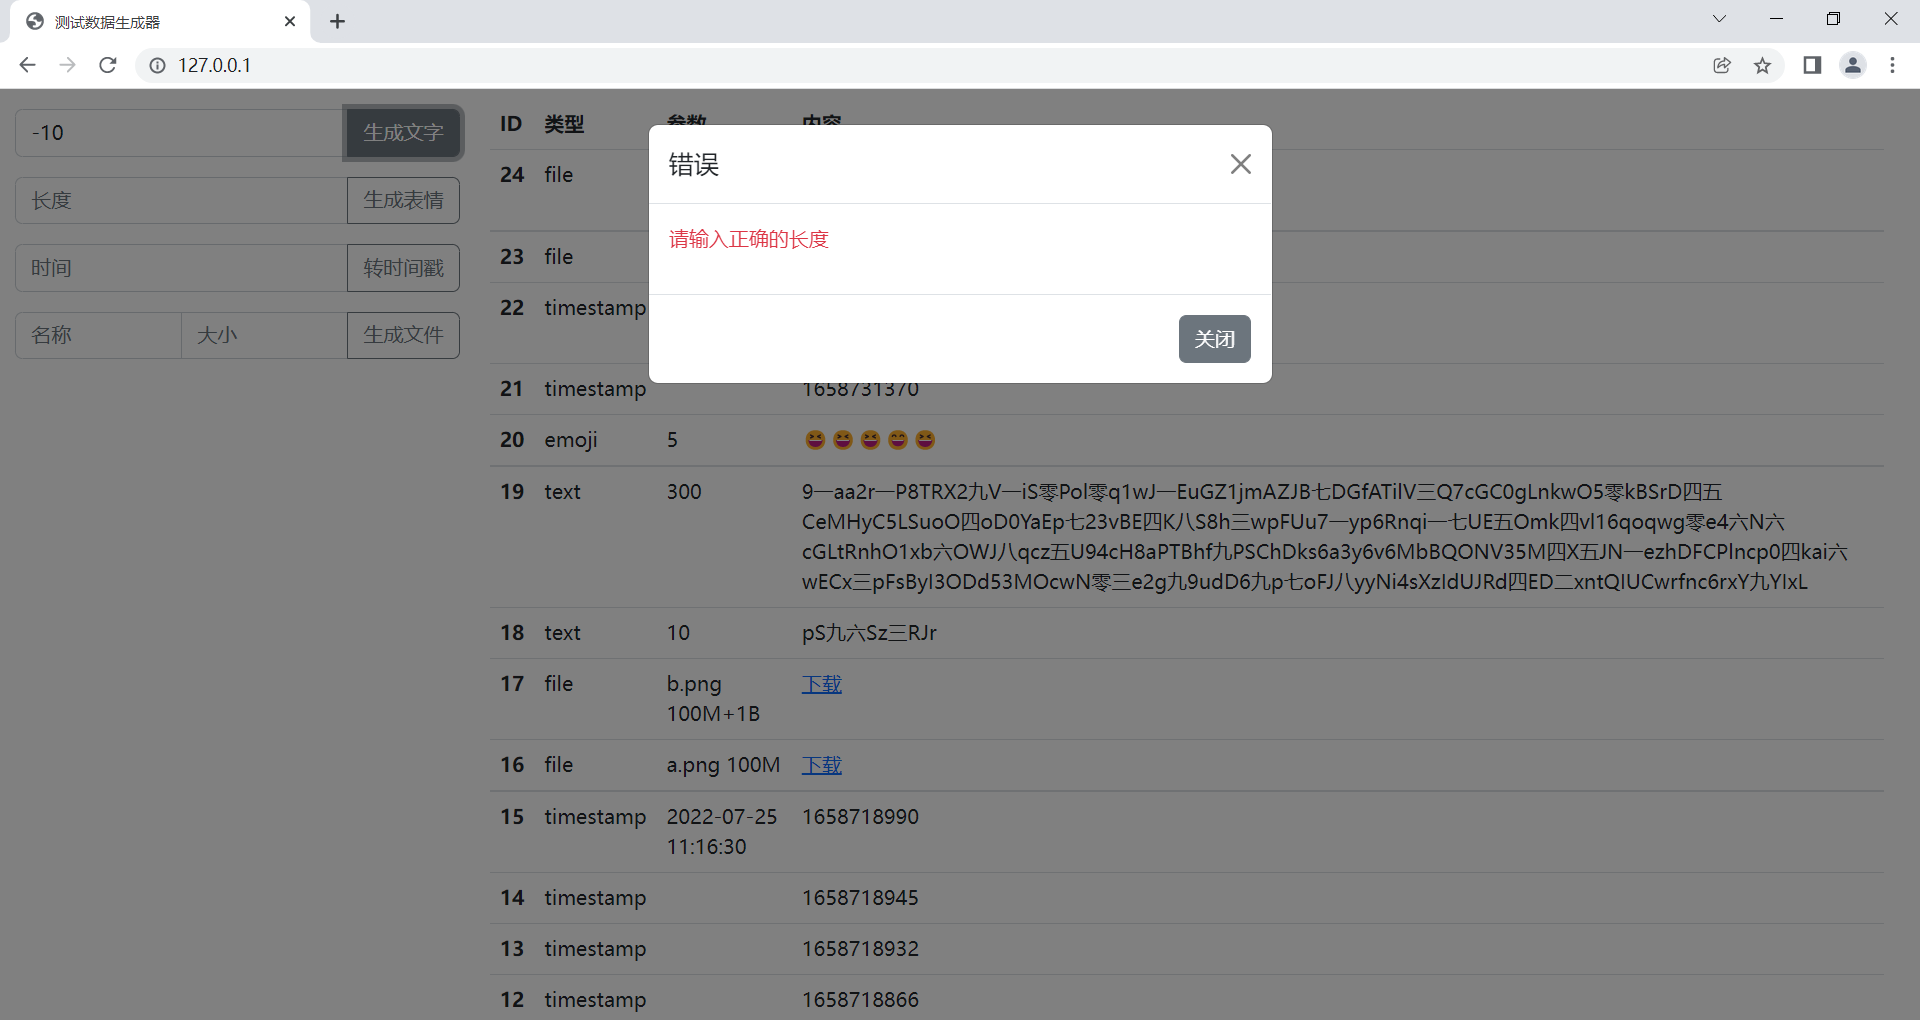 测试数据生成器
127.0.0.1
-10 生成文字
长度 生成表情
时间 转时间戳
名称 大小 生成文件
错误
请输入正确的长度
关闭
ID 类型 参数 内容
24 file
23 file
22 timestamp
21 timestamp 1658731370
20 emoji 5 😆😆😆😄😆
19 text 300 9一aa2r一P8TRX2九V一iS零Pol零q1wJ一EuGZ1jmAZJB七DGfATilV三Q7cGC0gLnkwO5零kBSrD四五
CeMHyC5LSuoO四oD0YaEp七23vBE四K八S8h三wpFUu7一yp6Rnqi一七UE五Omk四vl16qoqwg零e4六N六
cGLtRnhO1xb六OWJ八qcz五U94cH8aPTBhf九PSChDks6a3y6v6MbBQONV35M四X五JN一ezhDFCPlncp0四kai六
wECx三pFsByI3ODd53MOcwN零三e2g九9udD6九p七oFJ八yyNi4sXzIdUJRd四ED二xntQIUCwrfnc6rxY九YIxL
18 text 10 pS九六Sz三RJr
17 file b.png 下载
100M+1B
16 file a.png 100M 下载
15 timestamp 2022-07-25 1658718990
11:16:30
14 timestamp 1658718945
13 timestamp 1658718932
12 timestamp 1658718866